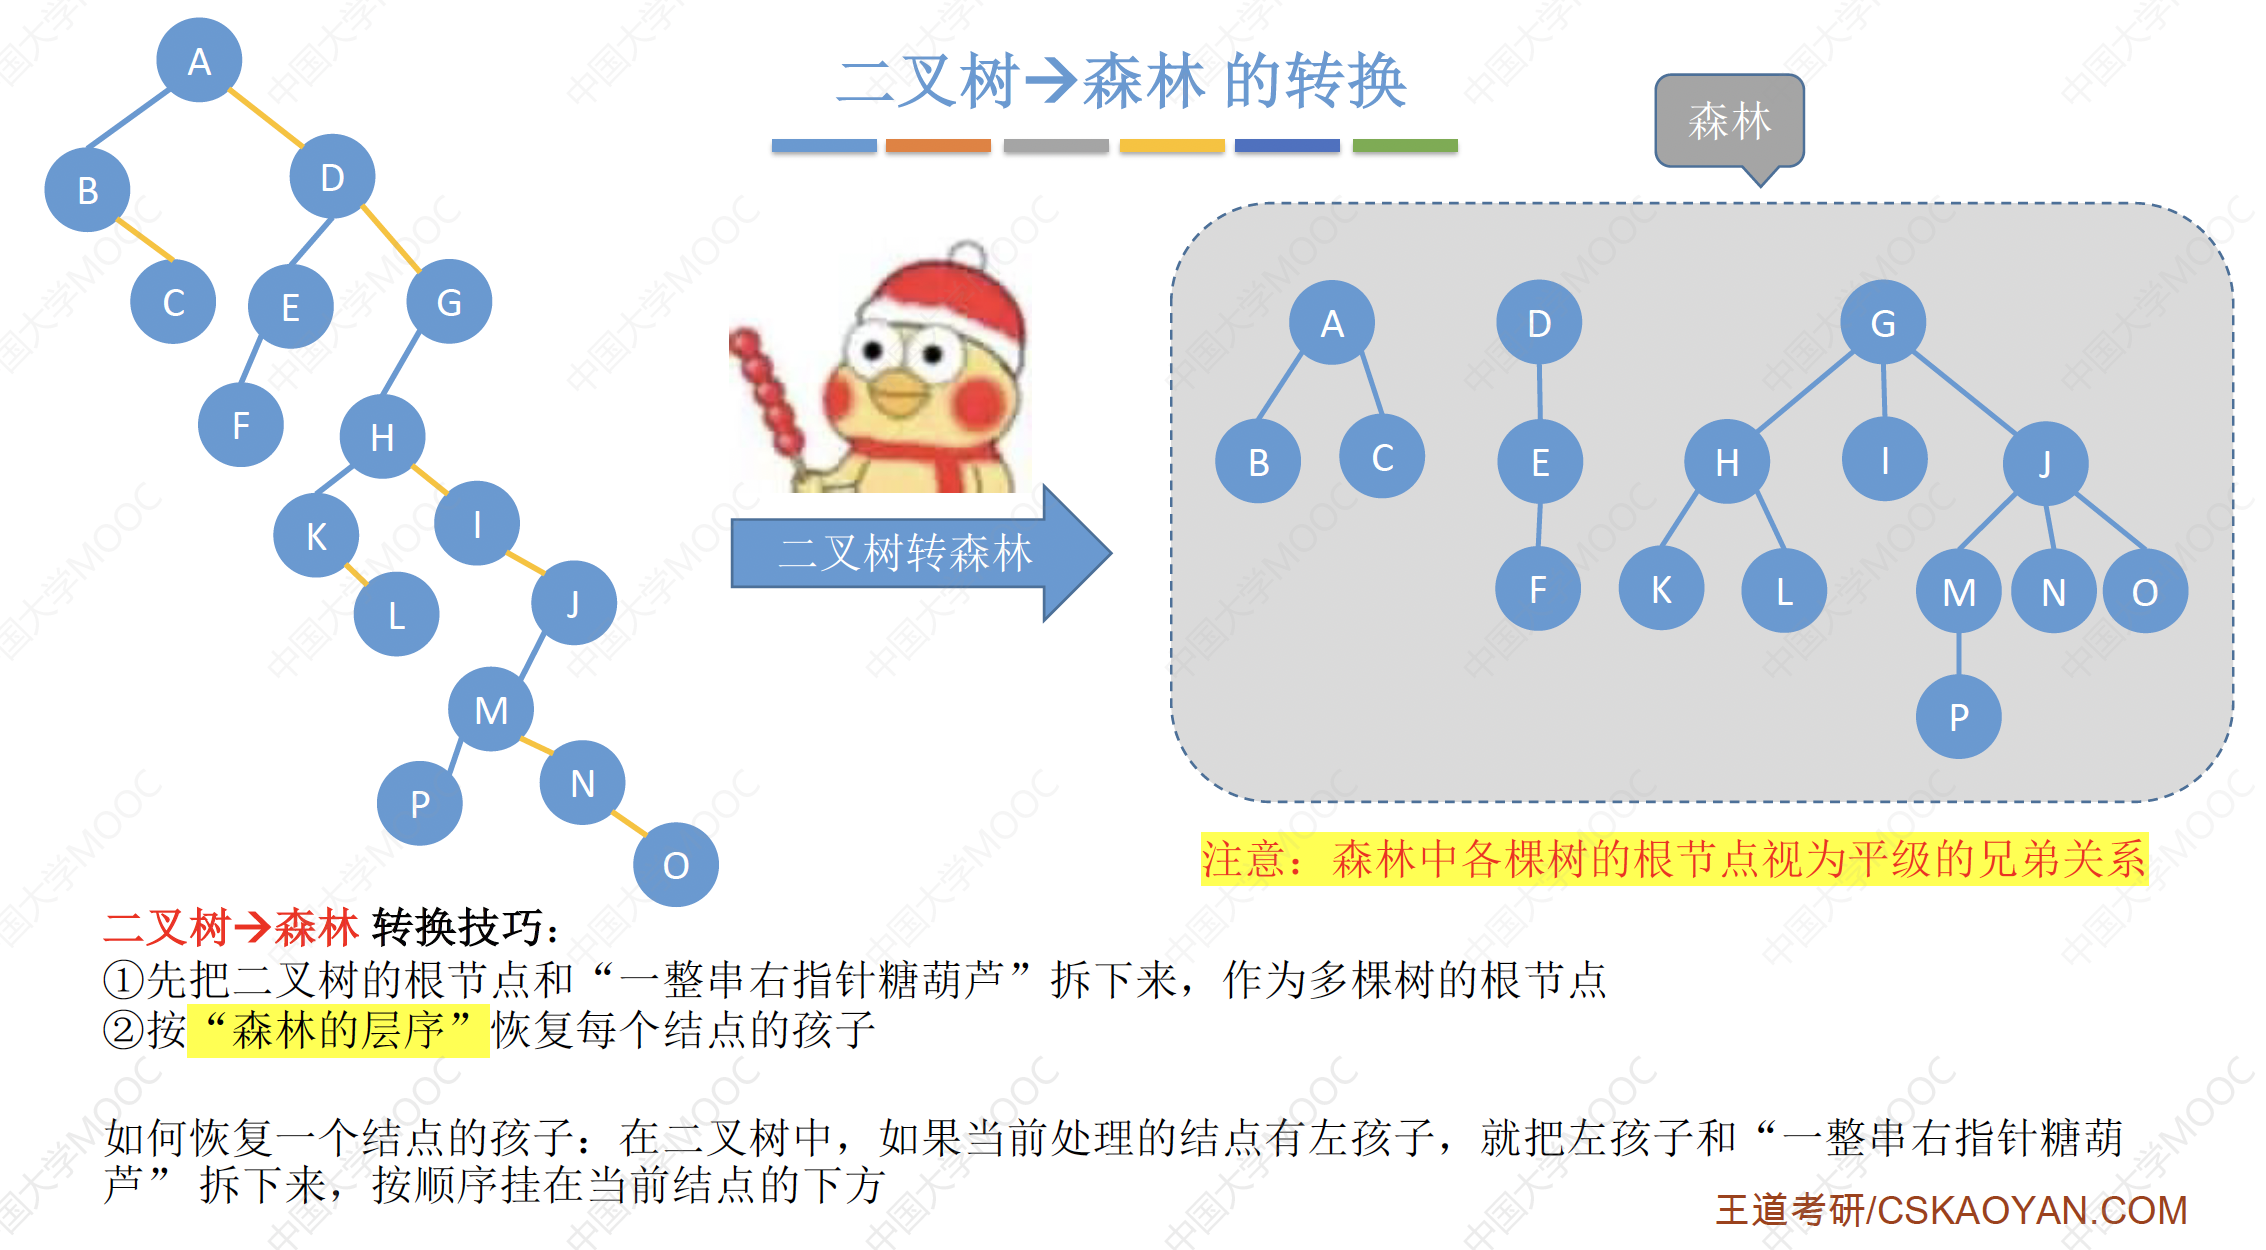 二叉树→森林 的转换
森林
A
B
D
C
E
G
F
H
K
I
L
J
M
P
N
O
二叉树转森林
A
D
G
B
C
E
H
I
J
F
K
L
M
N
O
P
注意：森林中各棵树的根节点视为平级的兄弟关系
二叉树→森林 转换技巧：
①先把二叉树的根节点和“一整串右指针糖葫芦”拆下来，作为多棵树的根节点
②按“森林的层序”恢复每个结点的孩子
如何恢复一个结点的孩子：在二叉树中，如果当前处理的结点有左孩子，就把左孩子和“一整串右指针糖葫
芦” 拆下来，按顺序挂在当前结点的下方
王道考研/CSKAOYAN.COM
中国大学MOOC